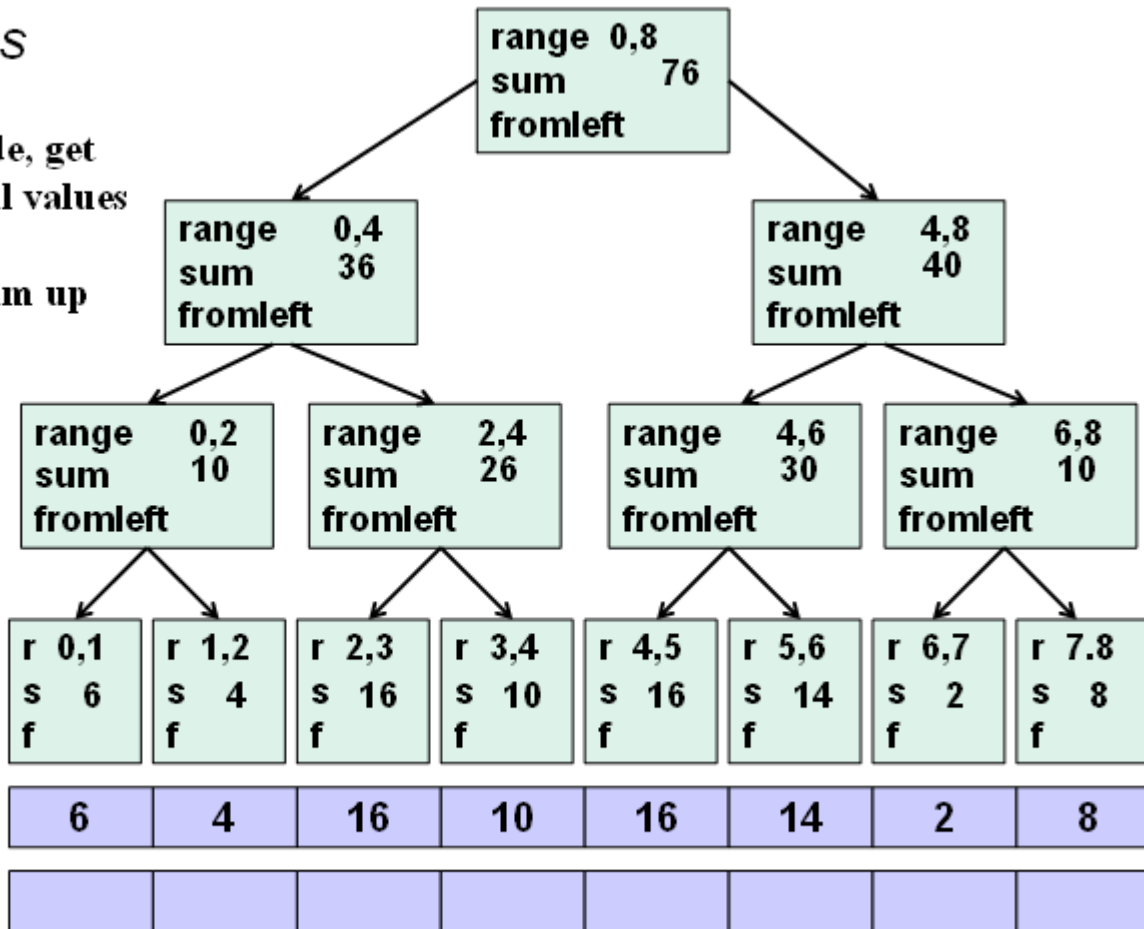 s
range 0,8
sum 76
fromleft
get
values
up
range 0,4
sum 36
fromleft
range 4,8
sum 40
fromleft
range 0,2
sum 10
fromleft
range 2,4
sum 26
fromleft
range 4,6
sum 30
fromleft
range 6,8
sum 10
fromleft
r 0,1
s 6
f
r 1,2
s 4
f
r 2,3
s 16
f
r 3,4
s 10
f
r 4,5
s 16
f
r 5,6
s 14
f
r 6,7
s 2
f
r 7.8
s 8
f
6 4 16 10 16 14 2 8